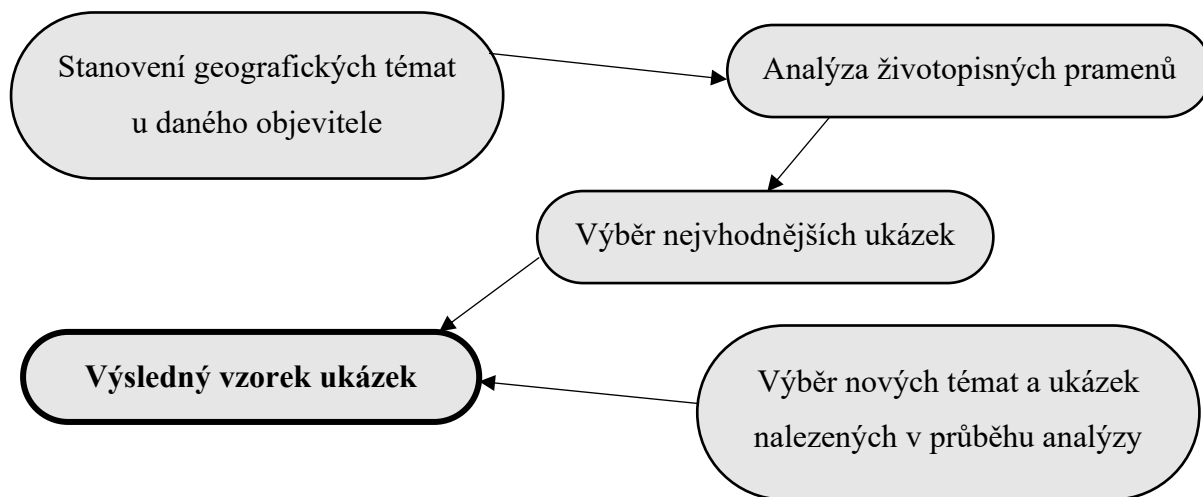 Stanovení geografických témat
u daného objevitele
Analýza životopisných pramenů
Výběr nejvhodnějších ukázek
Výsledný vzorek ukázek
Výběr nových témat a ukázek
nalezených v průběhu analýzy